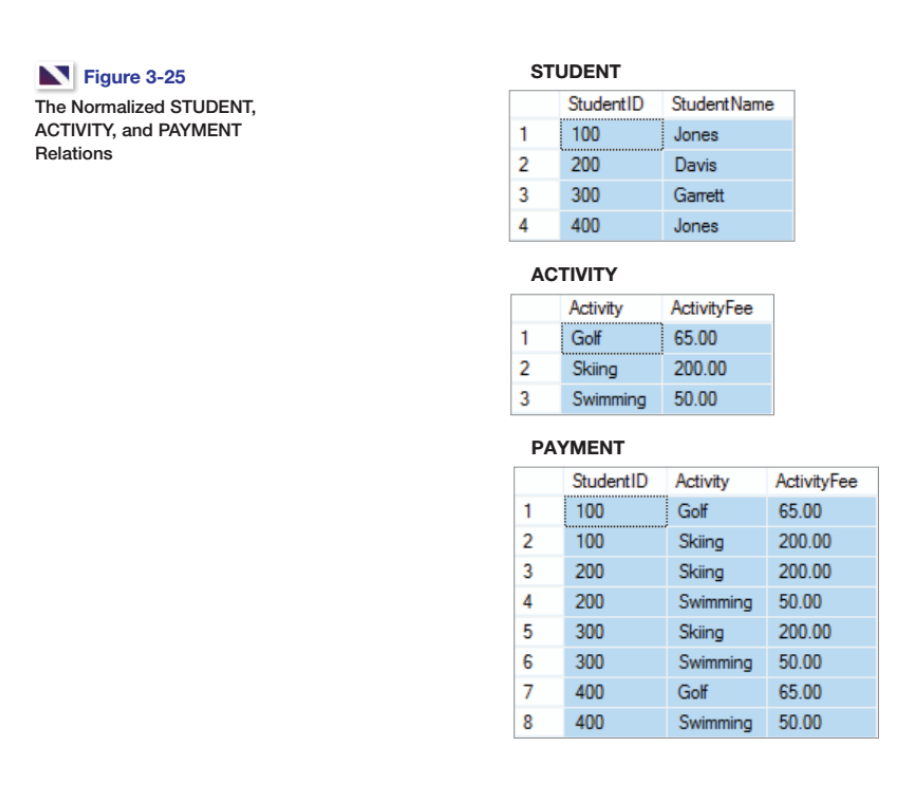 Figure 3-25
The Normalized STUDENT,
ACTIVITY, and PAYMENT
Relations
STUDENT
StudentID StudentName
1 100 Jones
2 200 Davis
3 300 Garrett
4 400 Jones
ACTIVITY
Activity ActivityFee
1 Golf 65.00
2 Skiing 200.00
3 Swimming 50.00
PAYMENT
StudentID Activity ActivityFee
1 100 Golf 65.00
2 100 Skiing 200.00
3 200 Skiing 200.00
4 200 Swimming 50.00
5 300 Skiing 200.00
6 300 Swimming 50.00
7 400 Golf 65.00
8 400 Swimming 50.00